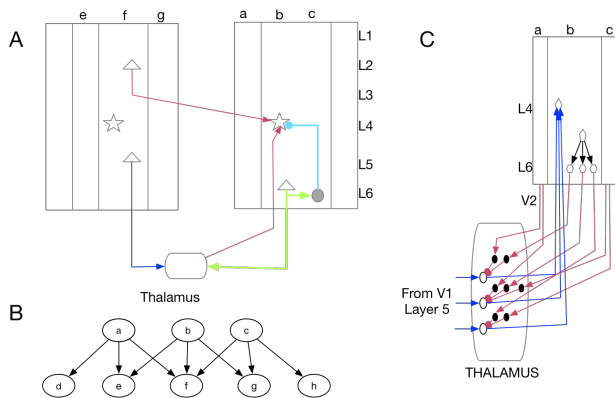 A
e f g
a b c
L1
L2
L3
L4
L5
L6
Thalamus
B
a b c
d e f g h
C
a b c
L4
L6
V2
From V1
Layer 5
THALAMUS